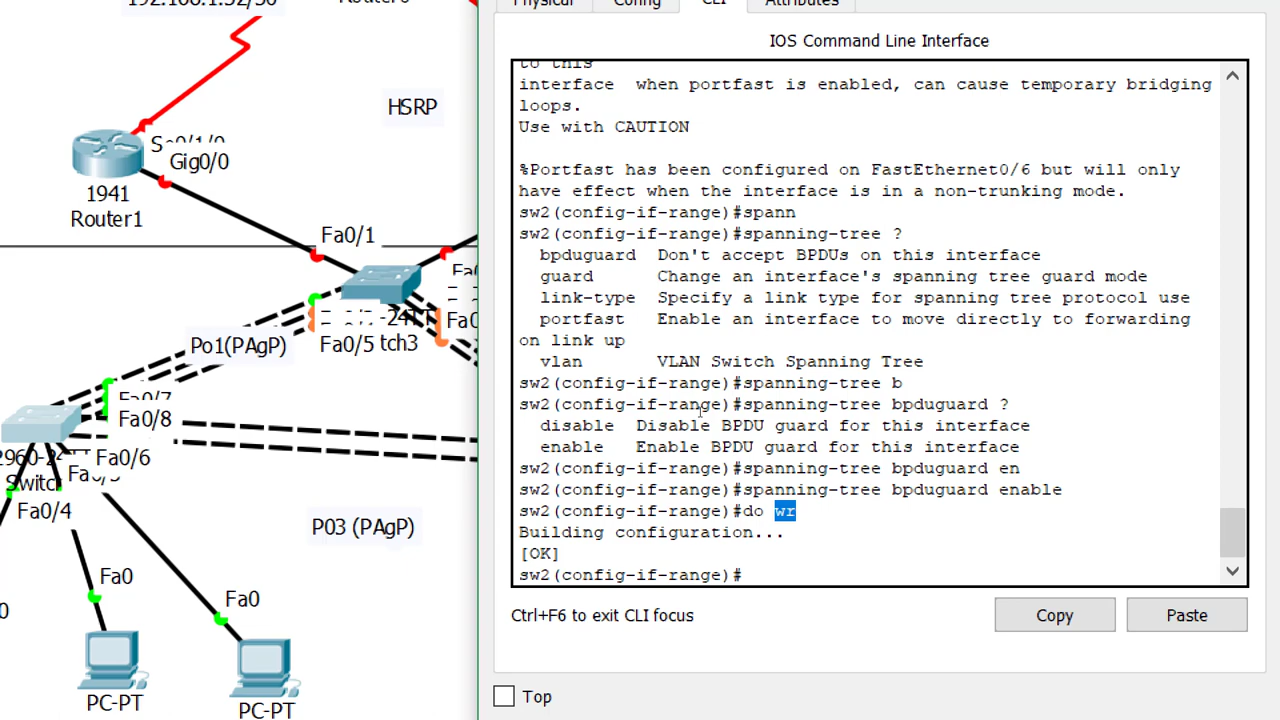 Router0
Gig0/0
HSRP
1941
Router1
Fa0/1
tch3
Fa0/5
Po1(PAgP)
Fa0/7
Fa0/8
Fa0/6
Fa0/4
P03 (PAgP)
Fa0
Fa0
PC-PT
PC-PT
Physical
Config
CLI
Attributes
IOS Command Line Interface
to this
interface  when portfast is enabled, can cause temporary bridging
loops.
Use with CAUTION
%Portfast has been configured on FastEthernet0/6 but will only
have effect when the interface is in a non-trunking mode.
sw2(config-if-range)#spann
sw2(config-if-range)#spanning-tree ?
bpduguard  Don't accept BPDUs on this interface
guard      Change an interface's spanning tree guard mode
link-type  Specify a link type for spanning tree protocol use
portfast   Enable an interface to move directly to forwarding
on link up
vlan       VLAN Switch Spanning Tree
sw2(config-if-range)#spanning-tree b
sw2(config-if-range)#spanning-tree bpduguard ?
disable  Disable BPDU guard for this interface
enable   Enable BPDU guard for this interface
sw2(config-if-range)#spanning-tree bpduguard en
sw2(config-if-range)#spanning-tree bpduguard enable
sw2(config-if-range)#do wr
Building configuration...
[OK]
sw2(config-if-range)#
Ctrl+F6 to exit CLI focus
Copy
Paste
Top